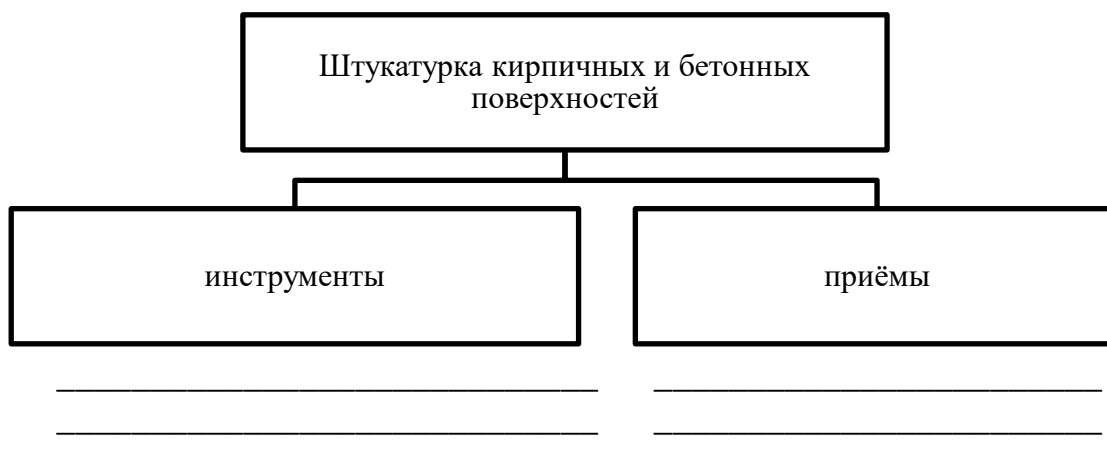 Штукатурка кирпичных и бетонных
поверхностей
инструменты
приёмы